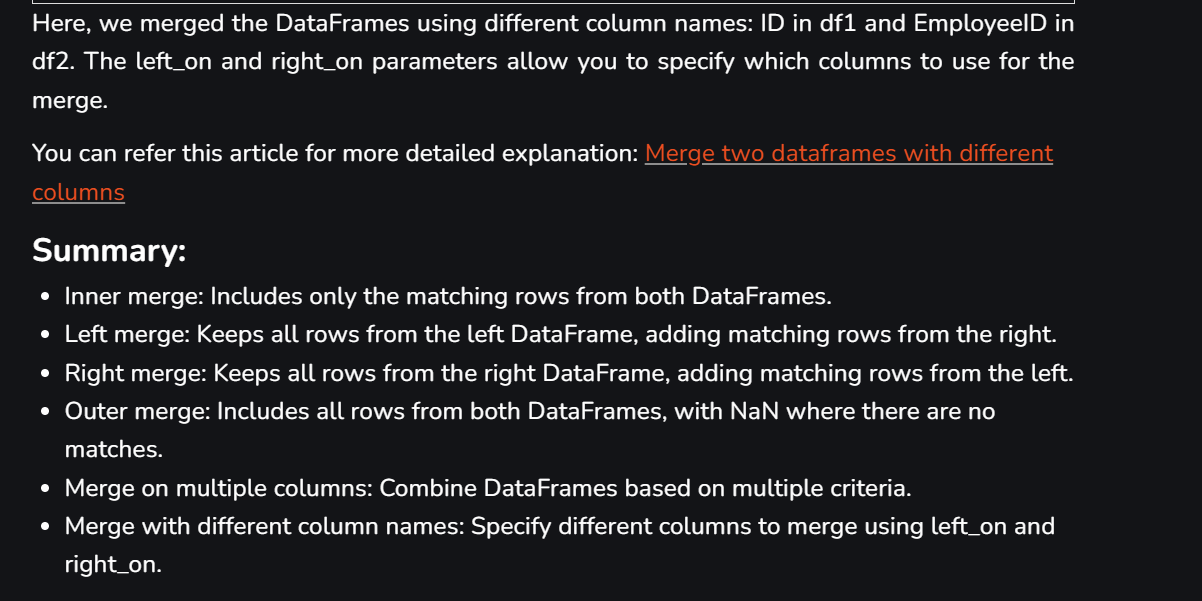 Here, we merged the DataFrames using different column names: ID in df1 and EmployeeID in
df2. The left_on and right_on parameters allow you to specify which columns to use for the
merge.
You can refer this article for more detailed explanation: Merge two dataframes with different
columns
Summary:
• Inner merge: Includes only the matching rows from both DataFrames.
• Left merge: Keeps all rows from the left DataFrame, adding matching rows from the right.
• Right merge: Keeps all rows from the right DataFrame, adding matching rows from the left.
• Outer merge: Includes all rows from both DataFrames, with NaN where there are no
matches.
• Merge on multiple columns: Combine DataFrames based on multiple criteria.
• Merge with different column names: Specify different columns to merge using left_on and
right_on.